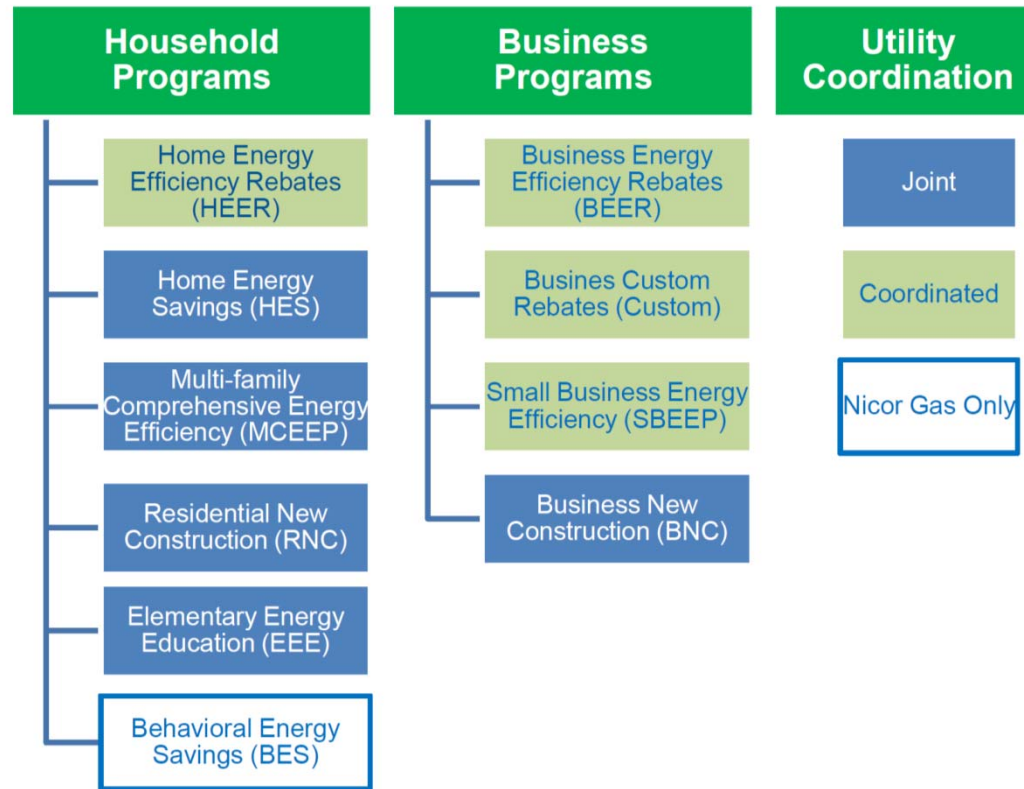 Household
Programs
Home Energy
Efficiency Rebates
(HEER)
Home Energy
Savings (HES)
Multi-family
Comprehensive Energy
Efficiency (MCEEP)
Residential New
Construction (RNC)
Elementary Energy
Education (EEE)
Behavioral Energy
Savings (BES)
Business
Programs
Business Energy
Efficiency Rebates
(BEER)
Busines Custom
Rebates (Custom)
Small Business Energy
Efficiency (SBEEP)
Business New
Construction (BNC)
Utility
Coordination
Joint
Coordinated
Nicor Gas Only